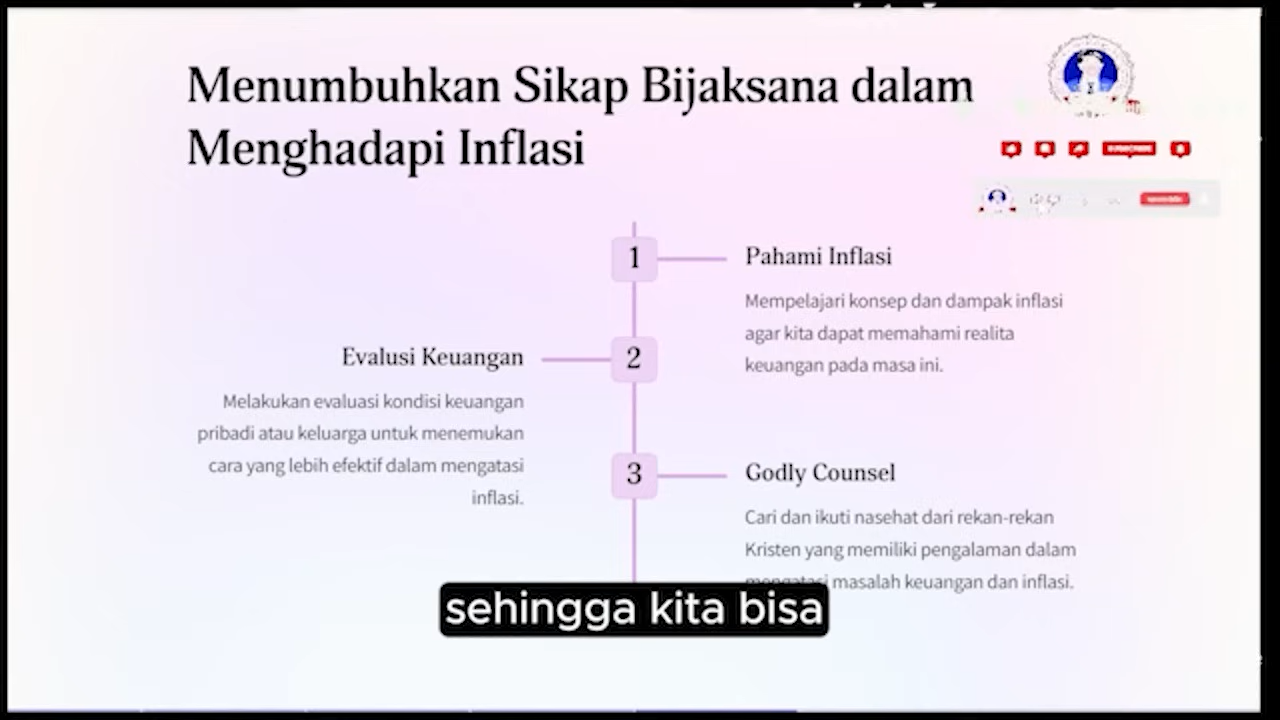 Menumbuhkan Sikap Bijaksana dalam
Menghadapi Inflasi
1
Pahami Inflasi
Mempelajari konsep dan dampak inflasi
agar kita dapat memahami realita
keuangan pada masa ini.
Evalusi Keuangan
2
Melakukan evaluasi kondisi keuangan
pribadi atau keluarga untuk menemukan
cara yang lebih efektif dalam mengatasi
inflasi.
3
Godly Counsel
Cari dan ikuti nasehat dari rekan-rekan
Kristen yang memiliki pengalaman dalam
mengatasi masalah keuangan dan inflasi.
sehingga kita bisa